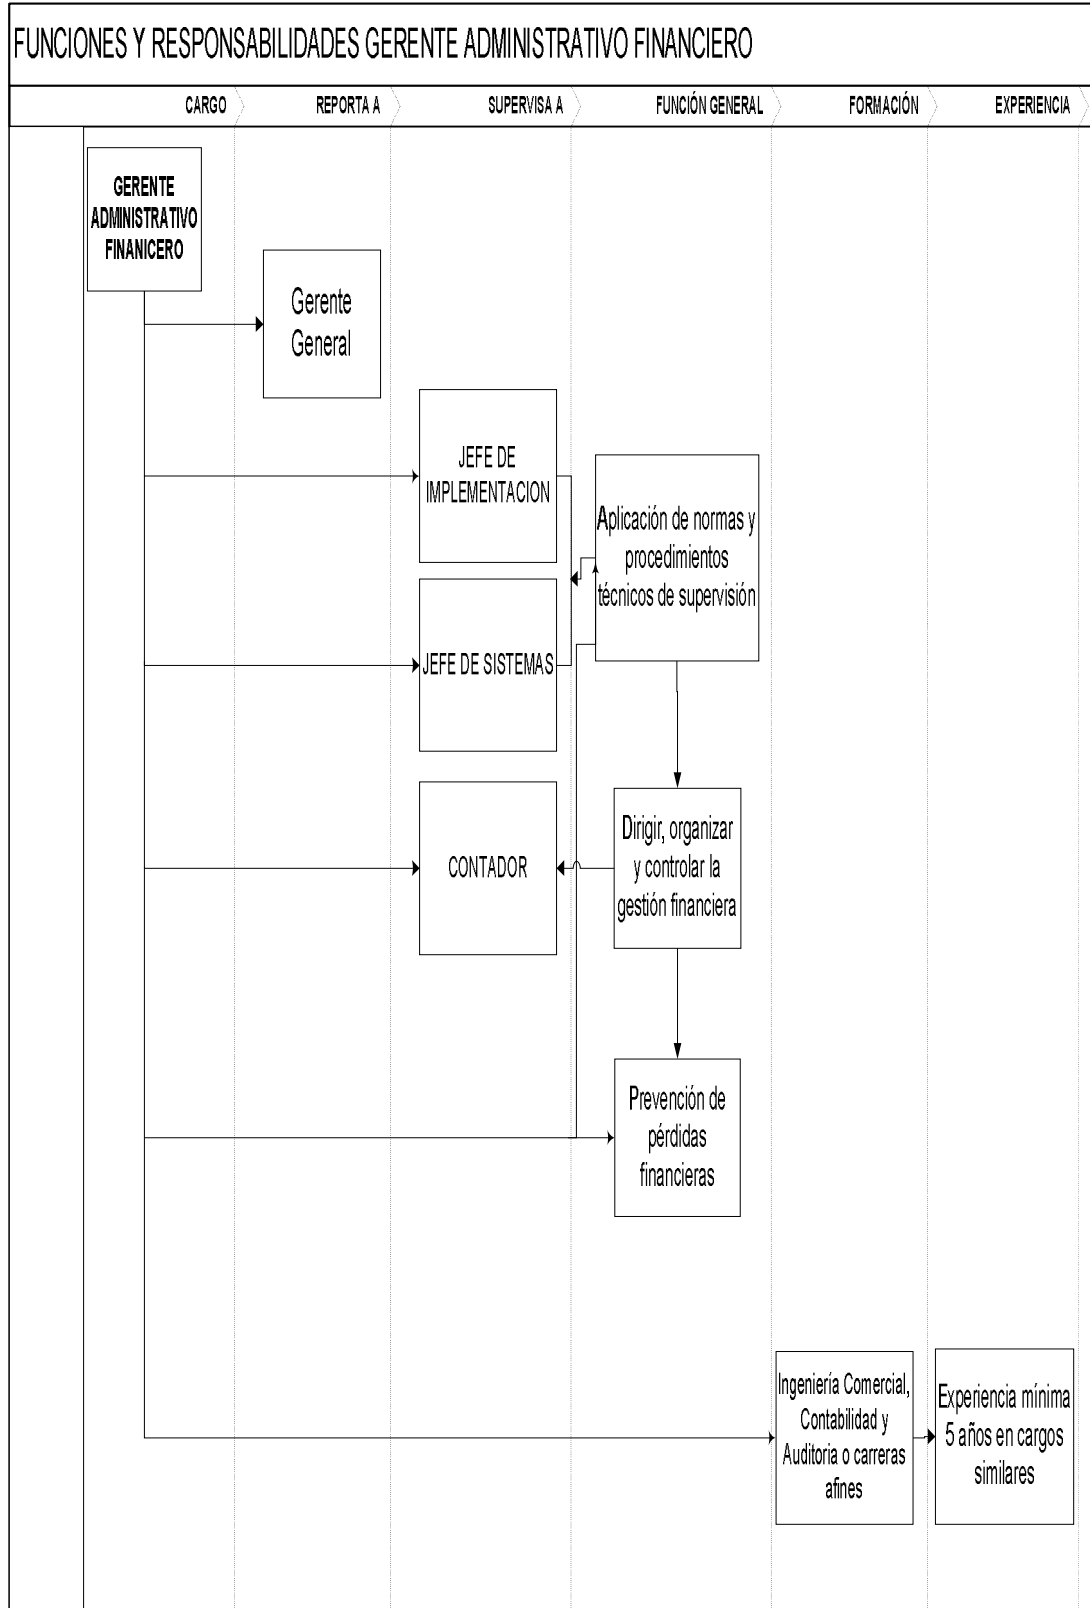 FUNCIONES Y RESPONSABILIDADES GERENTE ADMINISTRATIVO FINANCIERO
CARGO
REPORTA A
SUPERVISA A
FUNCIÓN GENERAL
FORMACIÓN
EXPERIENCIA
GERENTE
ADMINISTRATIVO
FINANICERO
Gerente
General
JEFE DE
IMPLEMENTACION
JEFE DE SISTEMAS
CONTADOR
Aplicación de normas y
procedimientos
técnicos de supervisión
Dirigir, organizar
y controlar la
gestión financiera
Prevención de
pérdidas
financieras
Ingeniería Comercial,
Contabilidad y
Auditoria o carreras
afines
Experiencia mínima
5 años en cargos
similares